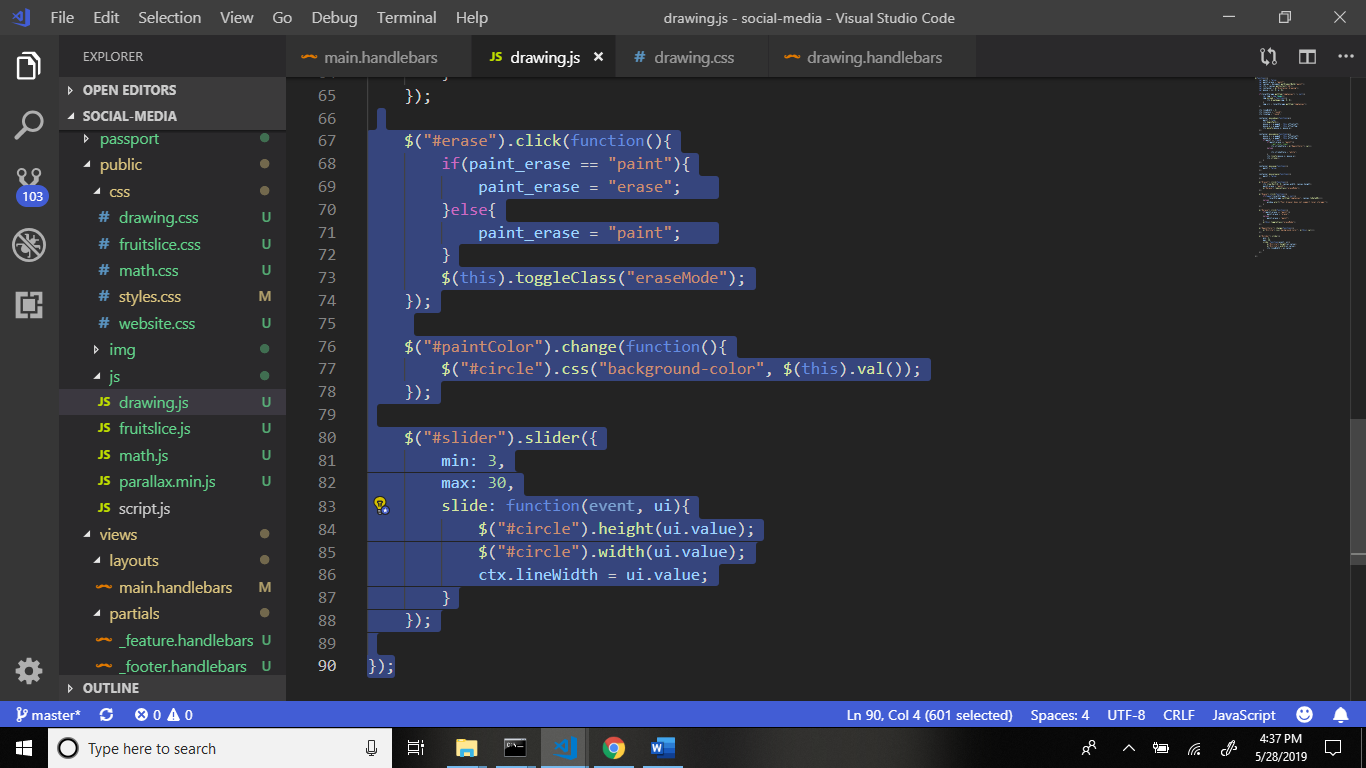 File Edit Selection View Go Debug Terminal Help drawing.js - social-media - Visual Studio Code
EXPLORER
main.handlebars
JS drawing.js ×
# drawing.css
drawing.handlebars
OPEN EDITORS
SOCIAL-MEDIA
passport
public
css
# drawing.css U
# fruitslice.css U
# math.css U
# styles.css M
# website.css U
img
js
JS drawing.js U
JS fruitslice.js U
JS math.js U
JS parallax.min.js U
JS script.js
views
layouts
main.handlebars M
partials
_feature.handlebars U
_footer.handlebars U
OUTLINE
103
65 });
66
67 $("#erase").click(function(){
68 if(paint_erase == "paint"){
69 paint_erase = "erase";
70 }else{
71 paint_erase = "paint";
72 }
73 $(this).toggleClass("eraseMode");
74 });
75
76 $("#paintColor").change(function(){
77 $("#circle").css("background-color", $(this).val());
78 });
79
80 $("#slider").slider({
81 min: 3,
82 max: 30,
83 slide: function(event, ui){
84 $("#circle").height(ui.value);
85 $("#circle").width(ui.value);
86 ctx.lineWidth = ui.value;
87 }
88 });
89
90 });
master* 0 0 Ln 90, Col 4 (601 selected) Spaces: 4 UTF-8 CRLF JavaScript
Type here to search
4:37 PM
5/28/2019